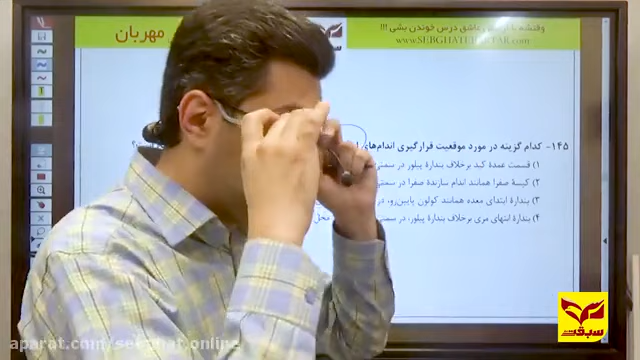 وقتشه با عاشق درس خوندن بشی !!!
مهربان
www.SEBGHAT
.com
۱۴۵- کدام گزینه در مورد موقعیت قرارگیری اندام‌های
۱) قسمت عمدهٔ کبد برخلاف بندارهٔ پیلور در سمت
۲) کیسهٔ صفرا همانند اندام سازندهٔ صفرا در سمت
۳) بندارهٔ ابتدای معده همانند کولون پایین‌رو، در
۴) بندارهٔ انتهای مری برخلاف بندارهٔ پیلور، در سمت
سبقت
aparat.com/sebghat.online